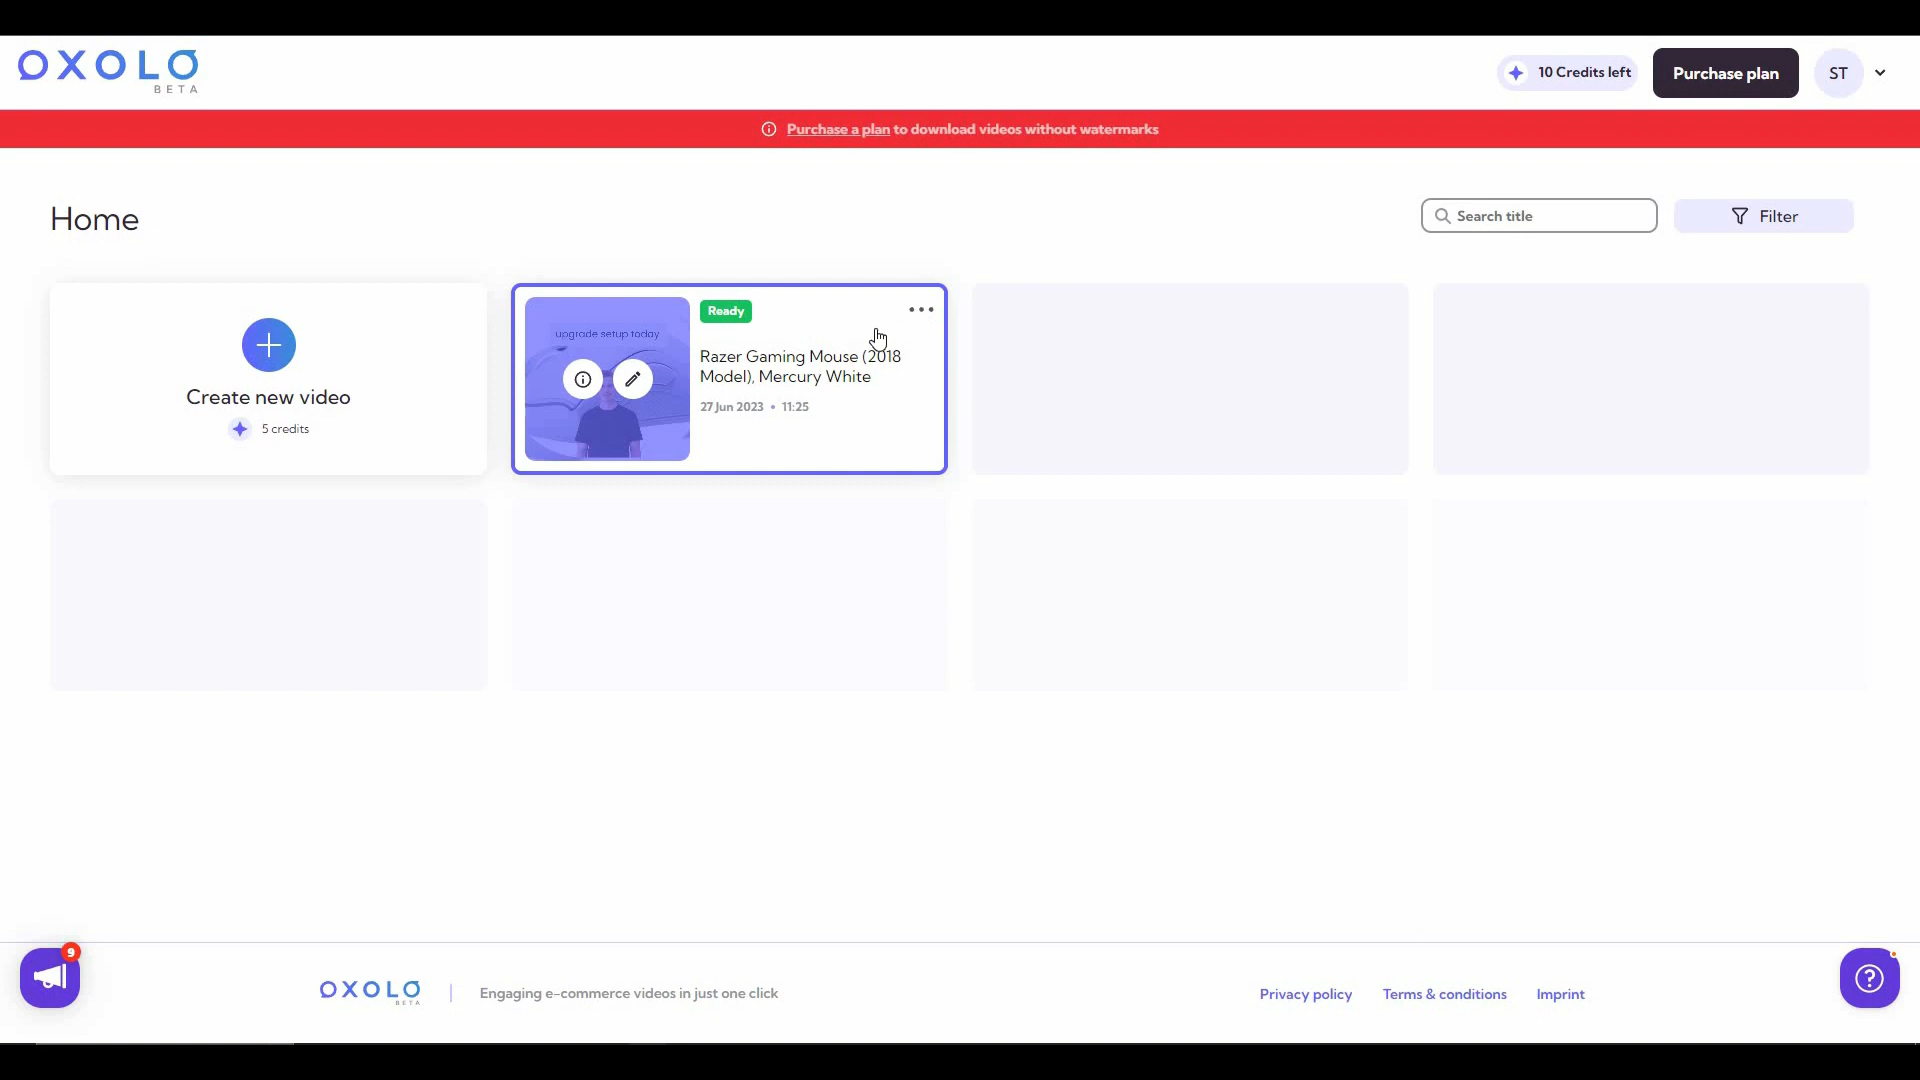 OXOLO
BETA
10 Credits left
Purchase plan
ST
Purchase a plan to download videos without watermarks
Home
Search title
Filter
Create new video
5 credits
upgrade setup today
Ready
Razer Gaming Mouse (2018
Model), Mercury White
27 Jun 2023 • 11:25
9
OXOLO
BETA
Engaging e-commerce videos in just one click
Privacy policy
Terms & conditions
Imprint